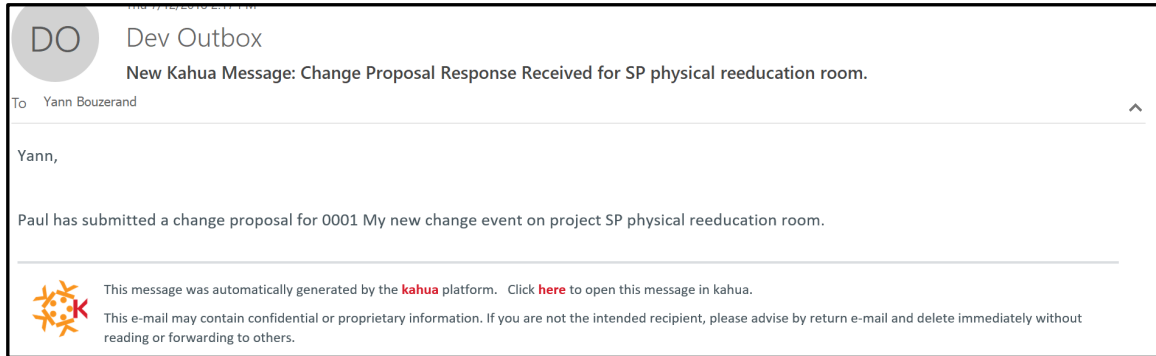 DO
Dev Outbox
New Kahua Message: Change Proposal Response Received for SP physical reeducation room.
To Yann Bouzerand
Yann,
Paul has submitted a change proposal for 0001 My new change event on project SP physical reeducation room.
K
This message was automatically generated by the kahua platform. Click here to open this message in kahua.
This e-mail may contain confidential or proprietary information. If you are not the intended recipient, please advise by return e-mail and delete immediately without
reading or forwarding to others.